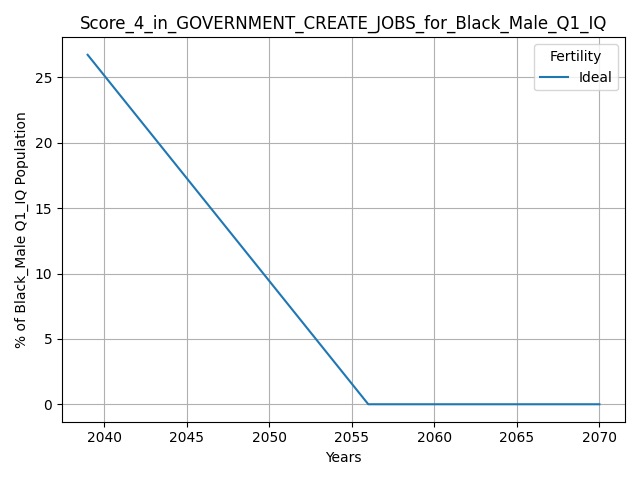 Score_4_in_GOVERNMENT_CREATE_JOBS_for_Black_Male_Q1_IQ
Fertility
Ideal
% of Black_Male Q1_IQ Population
25
20
15
10
5
0
2040 2045 2050 2055 2060 2065 2070
Years